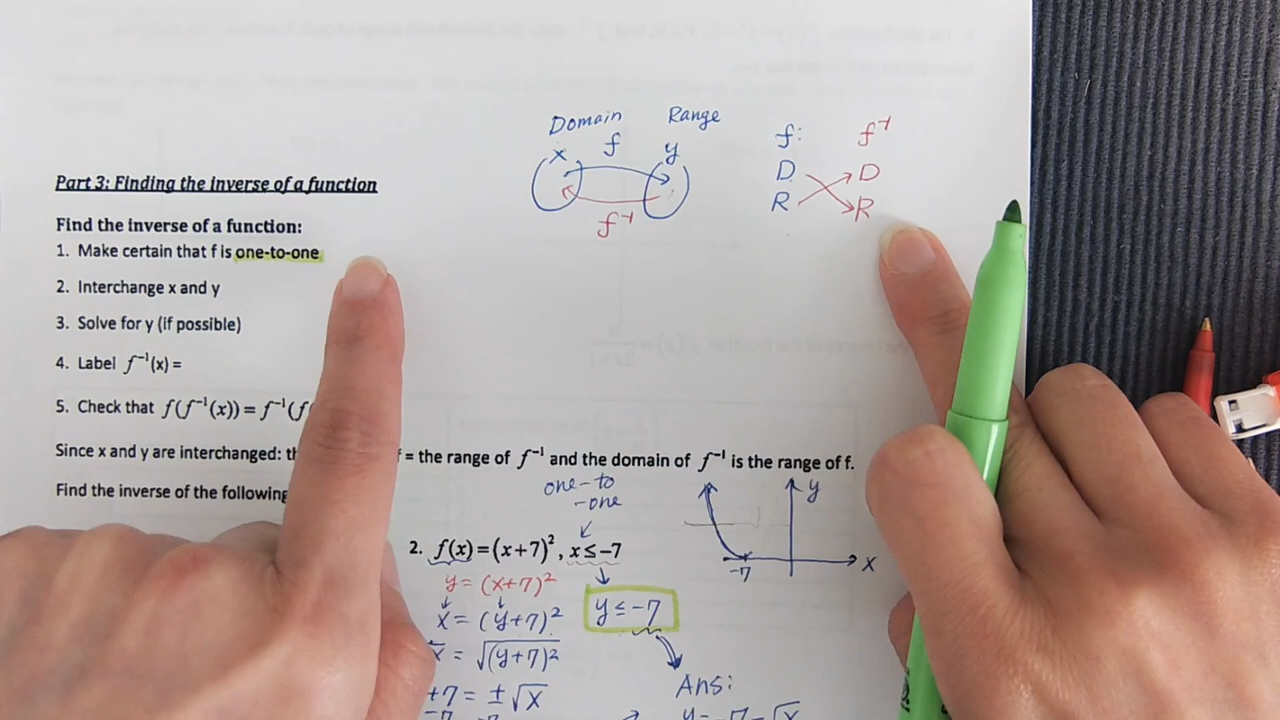 Domain Range
x f y
f⁻¹
f: f⁻¹
D D
R R
Part 3: Finding the inverse of a function
Find the inverse of a function:
1. Make certain that f is one-to-one
2. Interchange x and y
3. Solve for y (if possible)
4. Label f⁻¹(x) =
5. Check that f(f⁻¹(x)) = f⁻¹(f
Since x and y are interchanged: = the range of f⁻¹ and the domain of f⁻¹ is the range of f.
Find the inverse of the following
one-to
-one
2. f(x)=(x+7)², x≤-7
y= (x+7)²
x= (y+7)²
y≤-7
x = √(y+7)²
+7 = ±√x
-7 -7
Ans:
y=-7-√x
y
x
-7